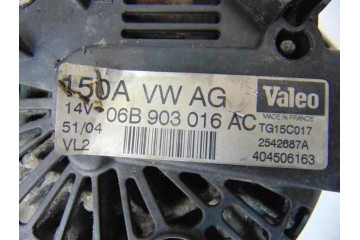 150A VW AG
Valeo
14V 06B 903 016 AC
MADE IN FRANCE
TG15C017
51/04
2542687A
VL2
404506163